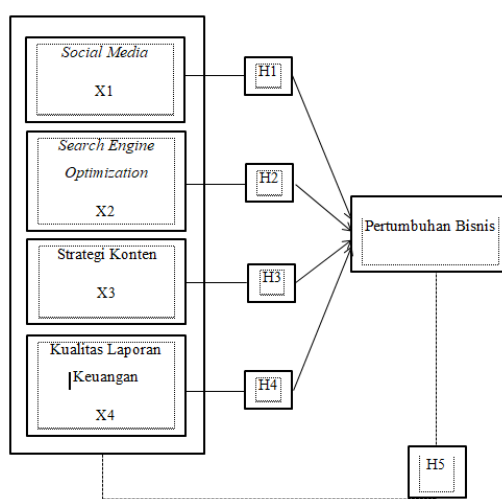 Social Media
X1
H1
Search Engine
Optimization
X2
H2
Pertumbuhan Bisnis
Strategi Konten
X3
H3
Kualitas Laporan
Keuangan
X4
H4
H5